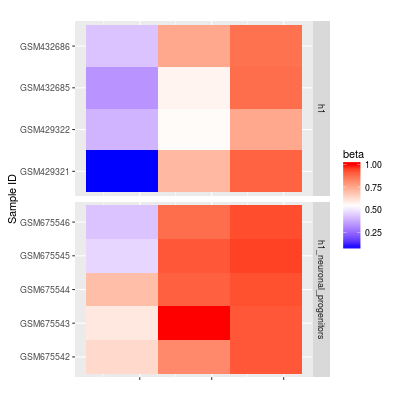 GSM432686
GSM432685
GSM429322
GSM429321
h1
GSM675546
GSM675545
GSM675544
GSM675543
GSM675542
h1_neuronal_progenitors
Sample ID
beta
1.00
0.75
0.50
0.25